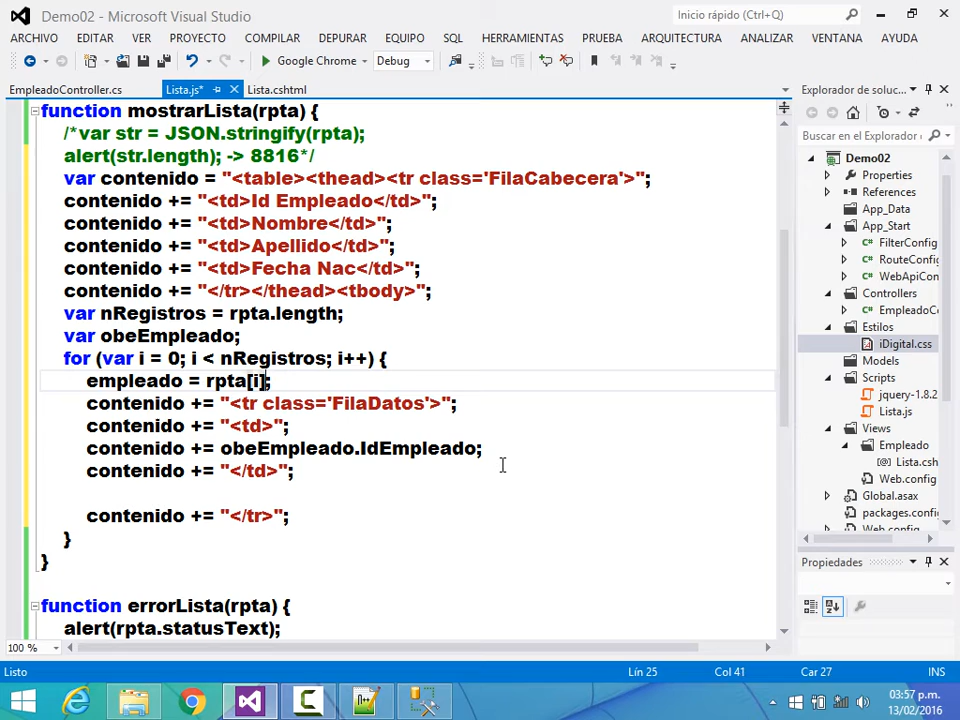 Demo02 - Microsoft Visual Studio
Inicio rápido (Ctrl+Q)
ARCHIVO EDITAR VER PROYECTO COMPILAR DEPURAR EQUIPO SQL HERRAMIENTAS PRUEBA ARQUITECTURA ANALIZAR VENTANA AYUDA
Google Chrome Debug
EmpleadoController.cs Lista.js* Lista.cshtml
function mostrarLista(rpta) {
/*var str = JSON.stringify(rpta);
alert(str.length); -> 8816*/
var contenido = "<table><thead><tr class='FilaCabecera'>";
contenido += "<td>Id Empleado</td>";
contenido += "<td>Nombre</td>";
contenido += "<td>Apellido</td>";
contenido += "<td>Fecha Nac</td>";
contenido += "</tr></thead><tbody>";
var nRegistros = rpta.length;
var obeEmpleado;
for (var i = 0; i < nRegistros; i++) {
empleado = rpta[i];
contenido += "<tr class='FilaDatos'>";
contenido += "<td>";
contenido += obeEmpleado.IdEmpleado;
contenido += "</td>";
contenido += "</tr>";
}
}
function errorLista(rpta) {
alert(rpta.statusText);
100 %
Explorador de soluc...
Buscar en el Explorador
Demo02
Properties
References
App_Data
App_Start
FilterConfig
RouteConfig
WebApiCon
Controllers
EmpleadoC
Estilos
iDigital.css
Models
Scripts
jquery-1.8.2
Lista.js
Views
Empleado
Lista.csh
Web.config
Global.asax
packages.config
Web.config
Propiedades
Listo Lín 25 Col 41 Car 27 INS
03:57 p.m.
13/02/2016